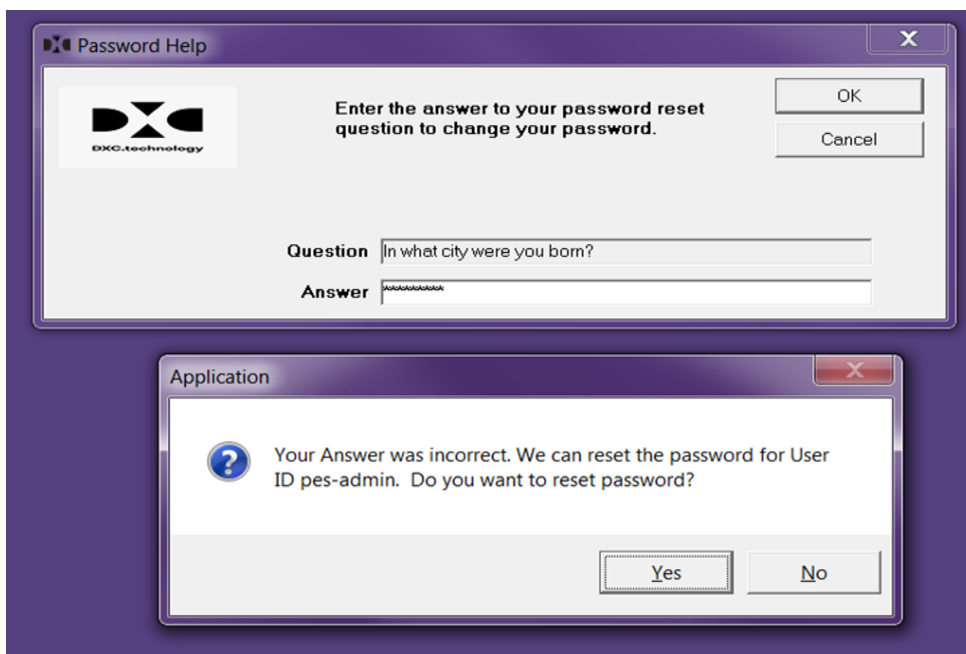 Password Help
DXC.technology
Enter the answer to your password reset
question to change your password.
OK
Cancel
Question In what city were you born?
Answer **********
Application
Your Answer was incorrect. We can reset the password for User
ID pes-admin. Do you want to reset password?
Yes No